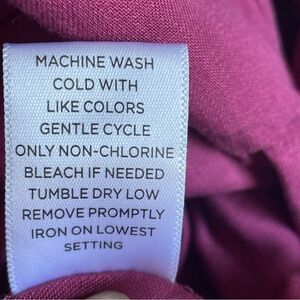 MACHINE WASH
COLD WITH
LIKE COLORS
GENTLE CYCLE
ONLY NON-CHLORINE
BLEACH IF NEEDED
TUMBLE DRY LOW
REMOVE PROMPTLY
IRON ON LOWEST
SETTING